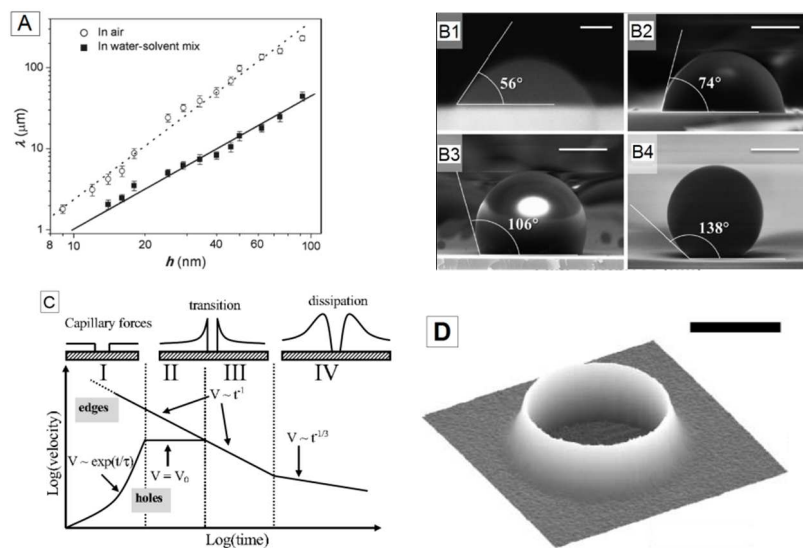 A
In air
In water-solvent mix
λ (μm)
100
10
1
8
10
20
40
60
80
100
h (nm)
B1
56°
B2
74°
B3
106°
B4
138°
C
Capillary forces
transition
dissipation
I
II
III
IV
edges
V ~ t⁻¹
V ~ t⁻¹/³
V ~ exp(t/τ)
V = V₀
holes
Log(velocity)
Log(time)
D